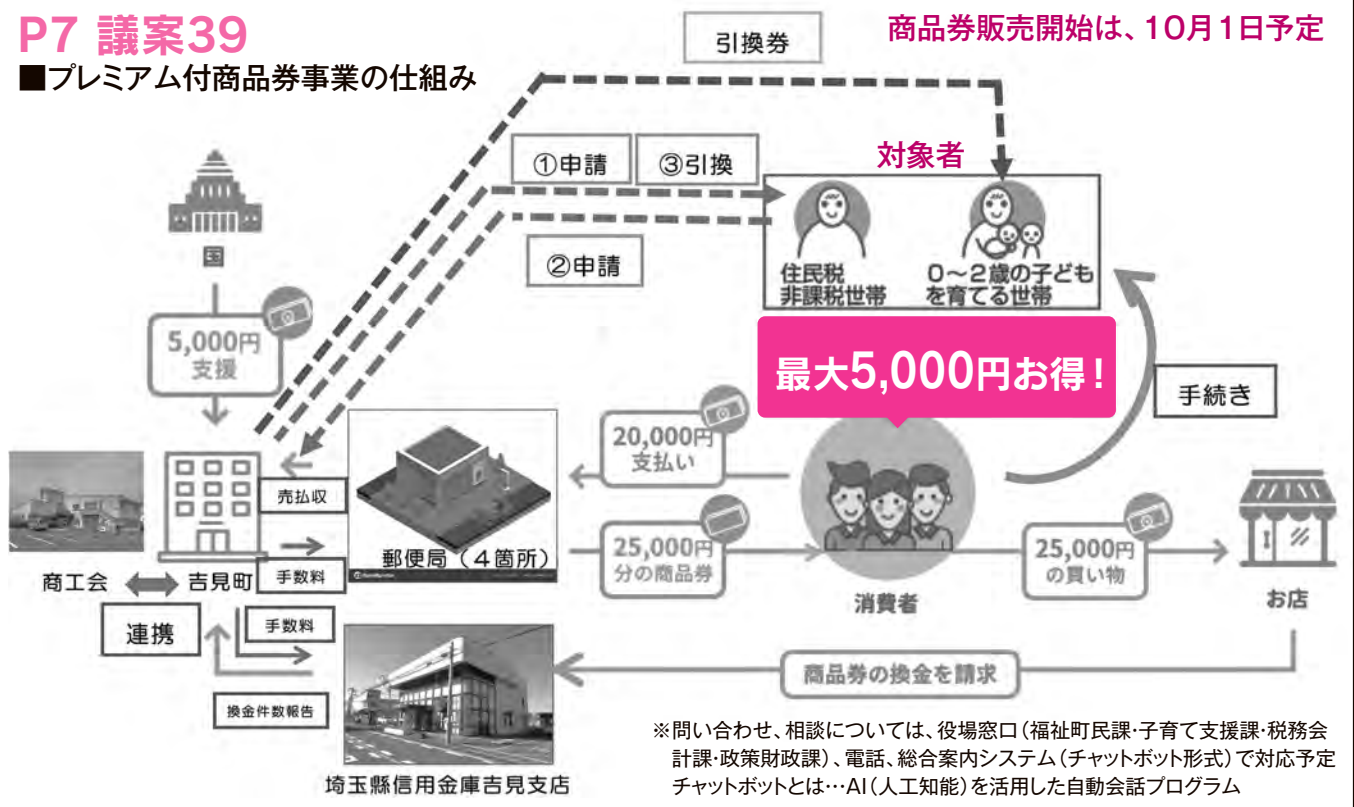 P7 議案39
商品券販売開始は、10月1日予定
■プレミアム付商品券事業の仕組み
引換券
①申請
③引換
②申請
対象者
住民税
非課税世帯
0～2歳の子ども
を育てる世帯
国
5,000円
支援
最大5,000円お得!
手続き
20,000円
支払い
売払収
郵便局（4箇所）
25,000円
分の商品券
消費者
25,000円
の買い物
お店
商工会
吉見町
手数料
連携
手数料
商品券の換金を請求
換金件数報告
埼玉縣信用金庫吉見支店
※問い合わせ、相談については、役場窓口（福祉町民課・子育て支援課・税務会
計課・政策財政課）、電話、総合案内システム（チャットボット形式）で対応予定
チャットボットとは…AI（人工知能）を活用した自動会話プログラム